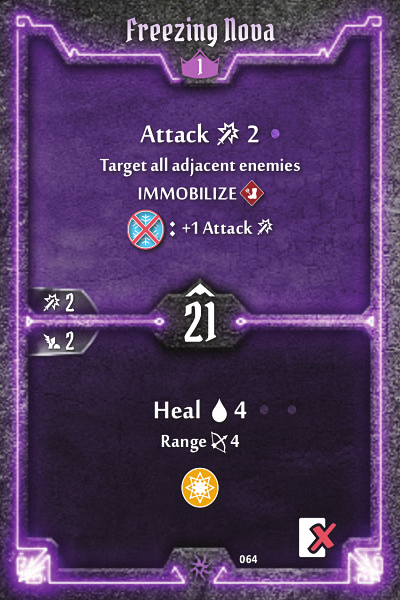 Freezing Nova
1
Attack 2
Target all adjacent enemies
IMMOBILIZE
: +1 Attack
2
21
2
Heal 4
Range 4
064